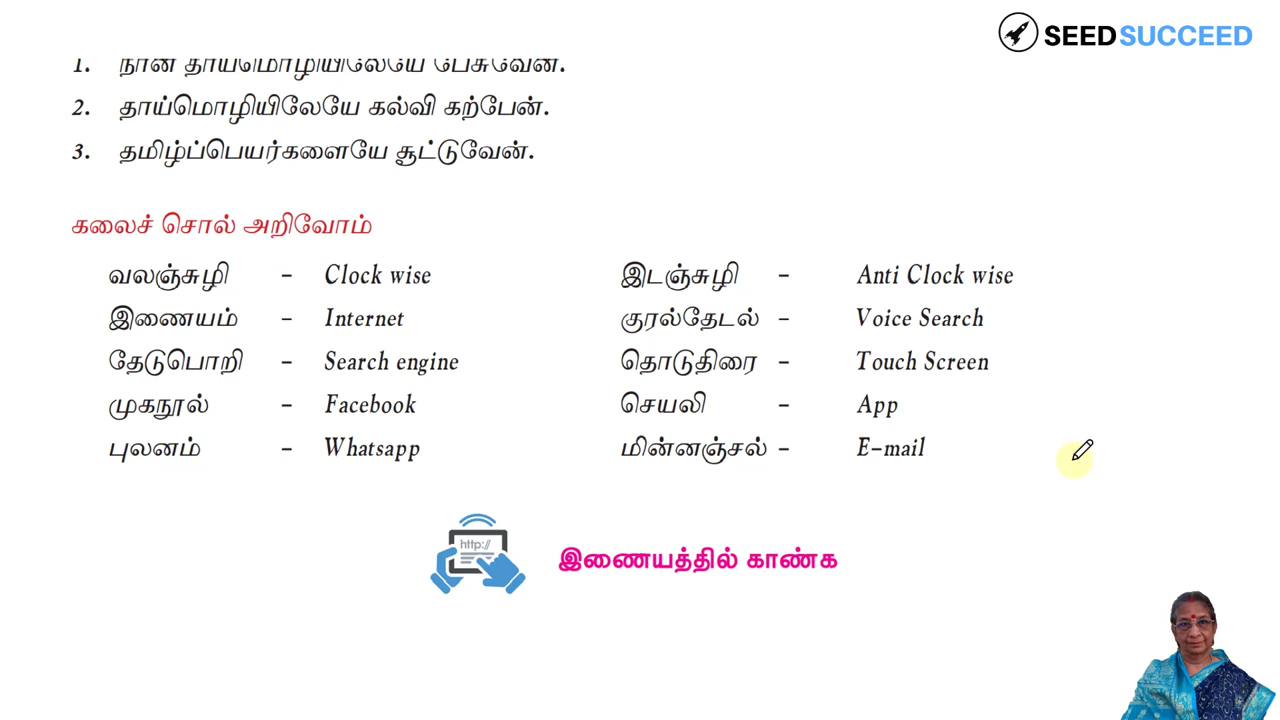 SEEDSUCCEED
1. நான் தாய்மொழியிலேயே பேசுவேன்.
2. தாய்மொழியிலேயே கல்வி கற்பேன்.
3. தமிழ்ப்பெயர்களையே சூட்டுவேன்.
கலைச் சொல் அறிவோம்
வலஞ்சுழி – Clock wise இடஞ்சுழி – Anti Clock wise
இணையம் – Internet குரல்தேடல் – Voice Search
தேடுபொறி – Search engine தொடுதிரை – Touch Screen
முகநூல் – Facebook செயலி – App
புலனம் – Whatsapp மின்னஞ்சல் – E-mail
http://
இணையத்தில் காண்க